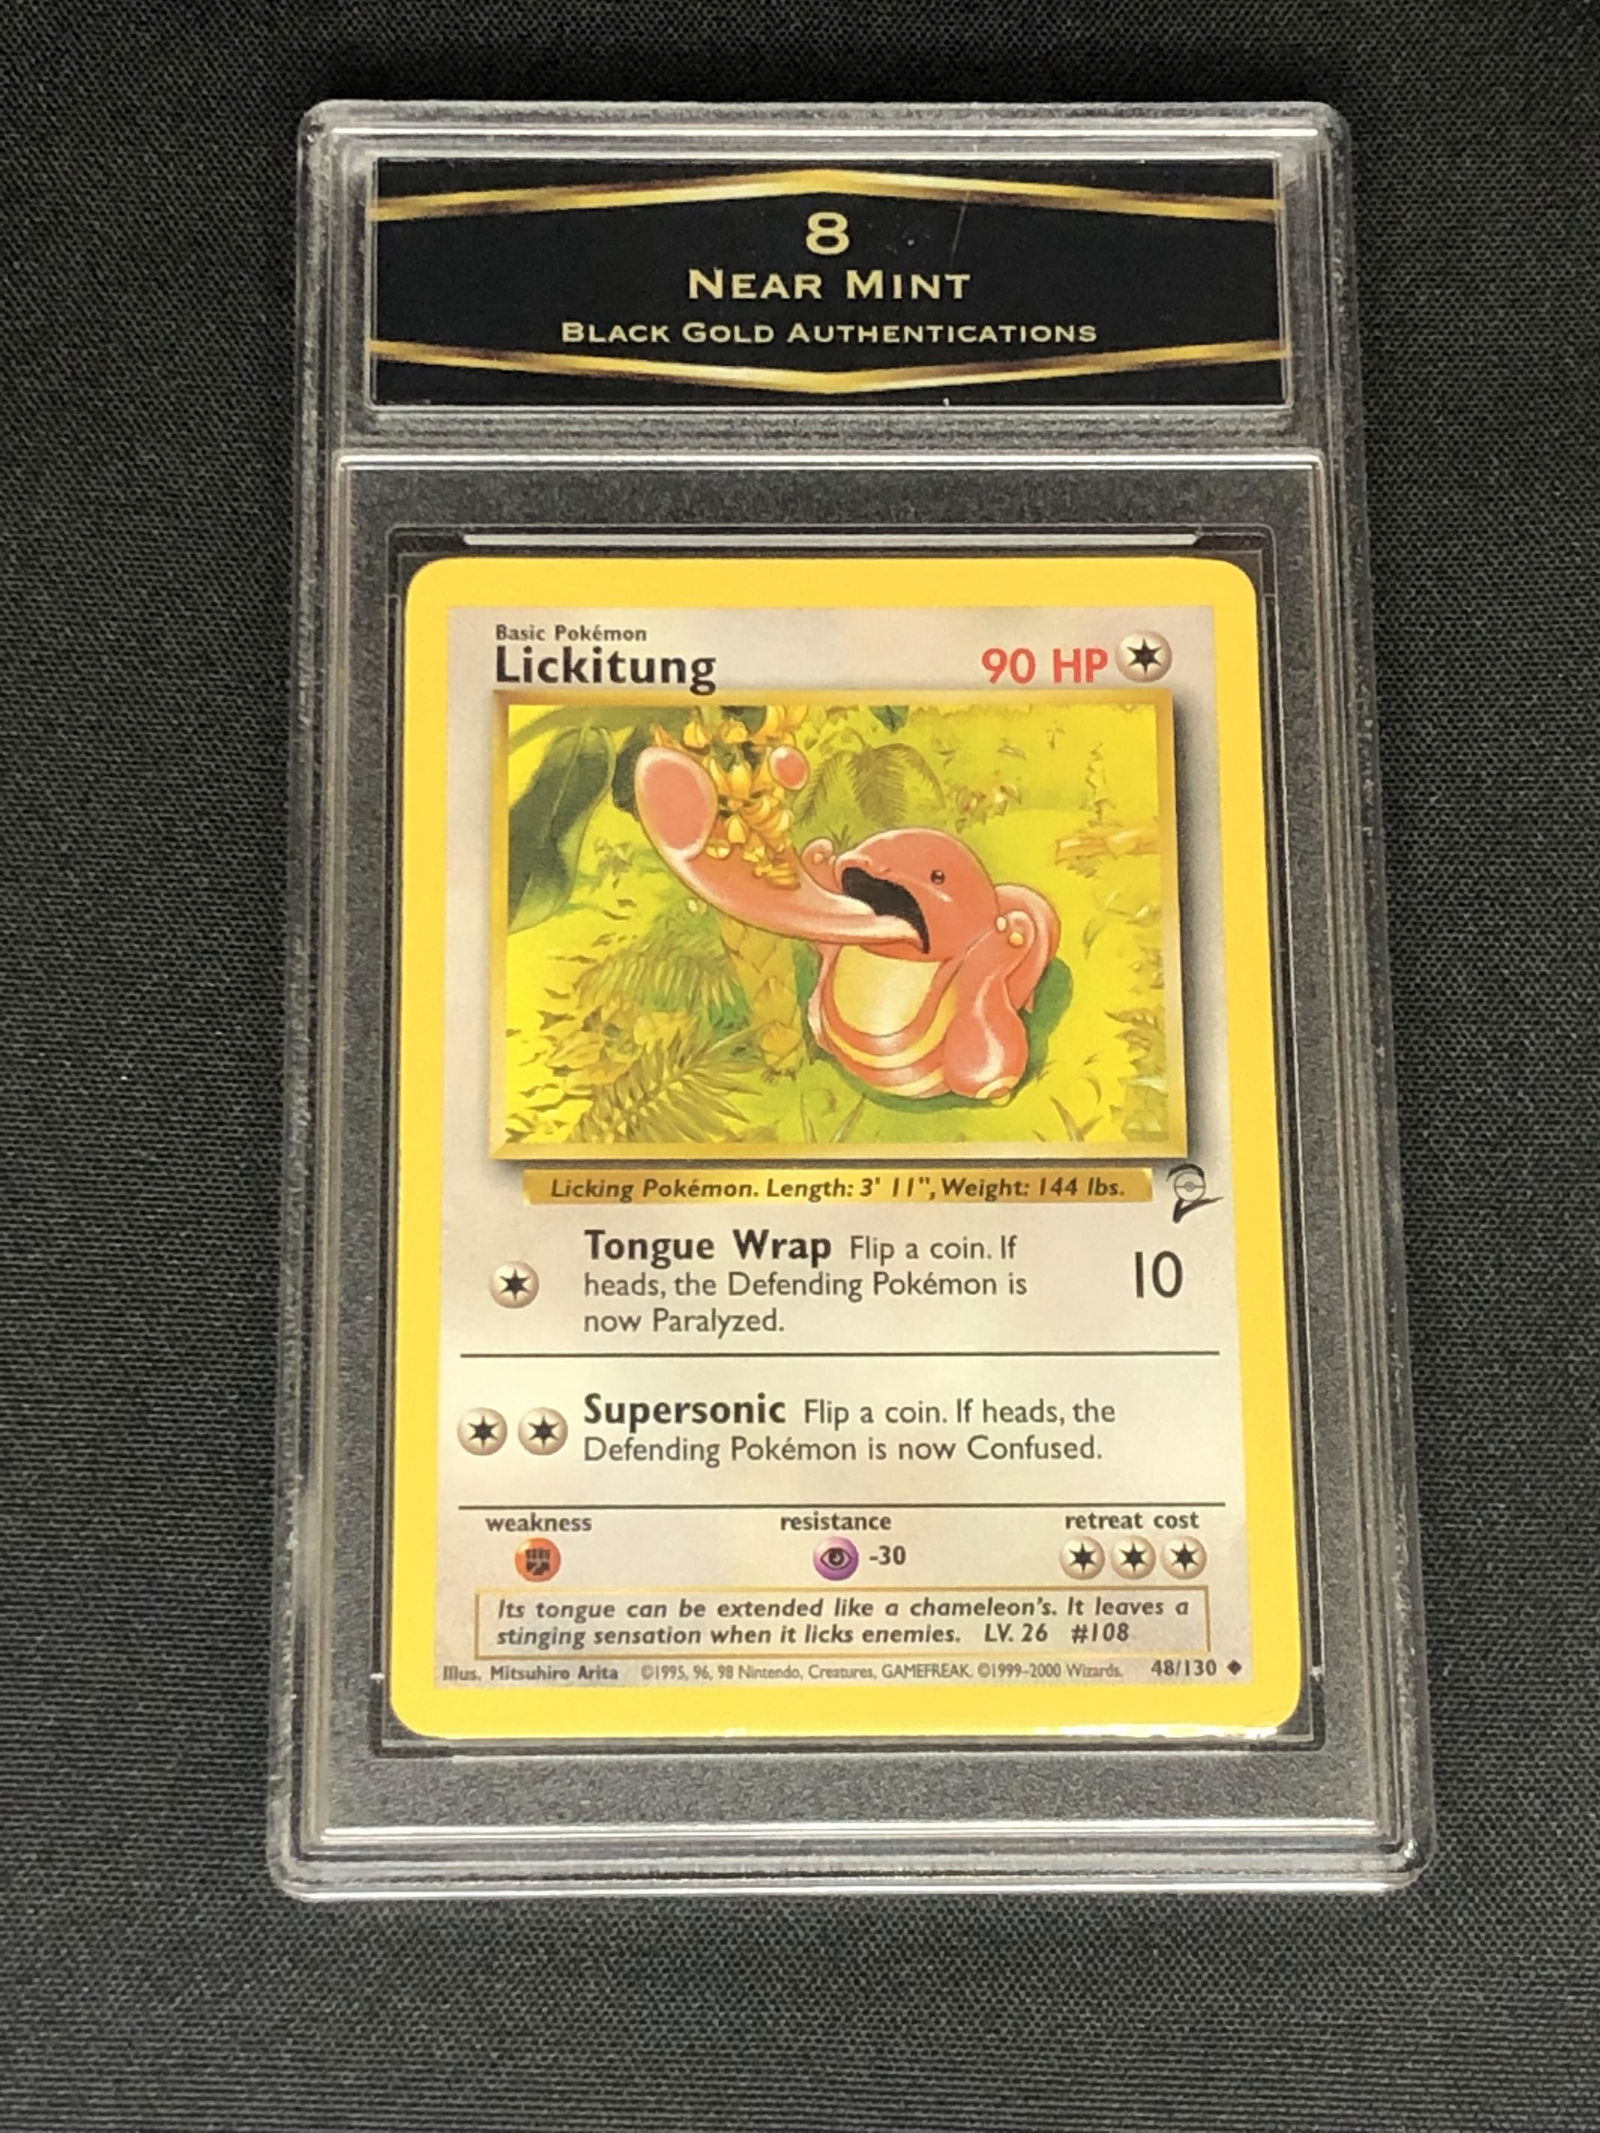 8
NEAR MINT
BLACK GOLD AUTHENTICATIONS
Basic Pokémon
Lickitung 90 HP
Licking Pokémon. Length: 3' 11", Weight: 144 lbs.
Tongue Wrap Flip a coin. If
heads, the Defending Pokémon is
now Paralyzed.
10
Supersonic Flip a coin. If heads, the
Defending Pokémon is now Confused.
weakness resistance retreat cost
-30
Its tongue can be extended like a chameleon's. It leaves a
stinging sensation when it licks enemies. LV. 26 #108
Illus. Mitsuhiro Arita ©1995, 96, 98 Nintendo, Creatures, GAMEFREAK. ©1999-2000 Wizards. 48/130